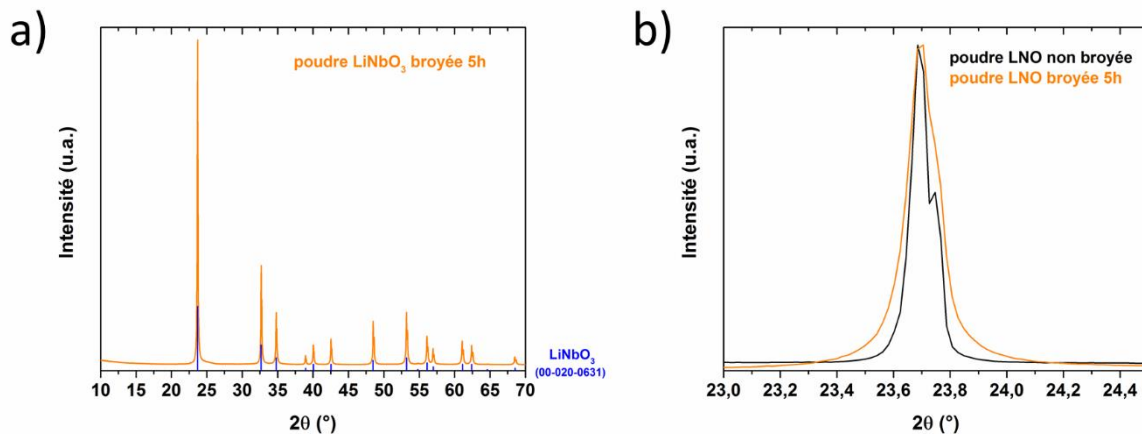 a)
poudre LiNbO₃ broyée 5h
Intensité (u.a.)
LiNbO₃
(00-020-0631)
10 15 20 25 30 35 40 45 50 55 60 65 70
2θ (°)
b)
poudre LNO non broyée
poudre LNO broyée 5h
Intensité (u.a.)
23,0 23,2 23,4 23,6 23,8 24,0 24,2 24,4
2θ (°)